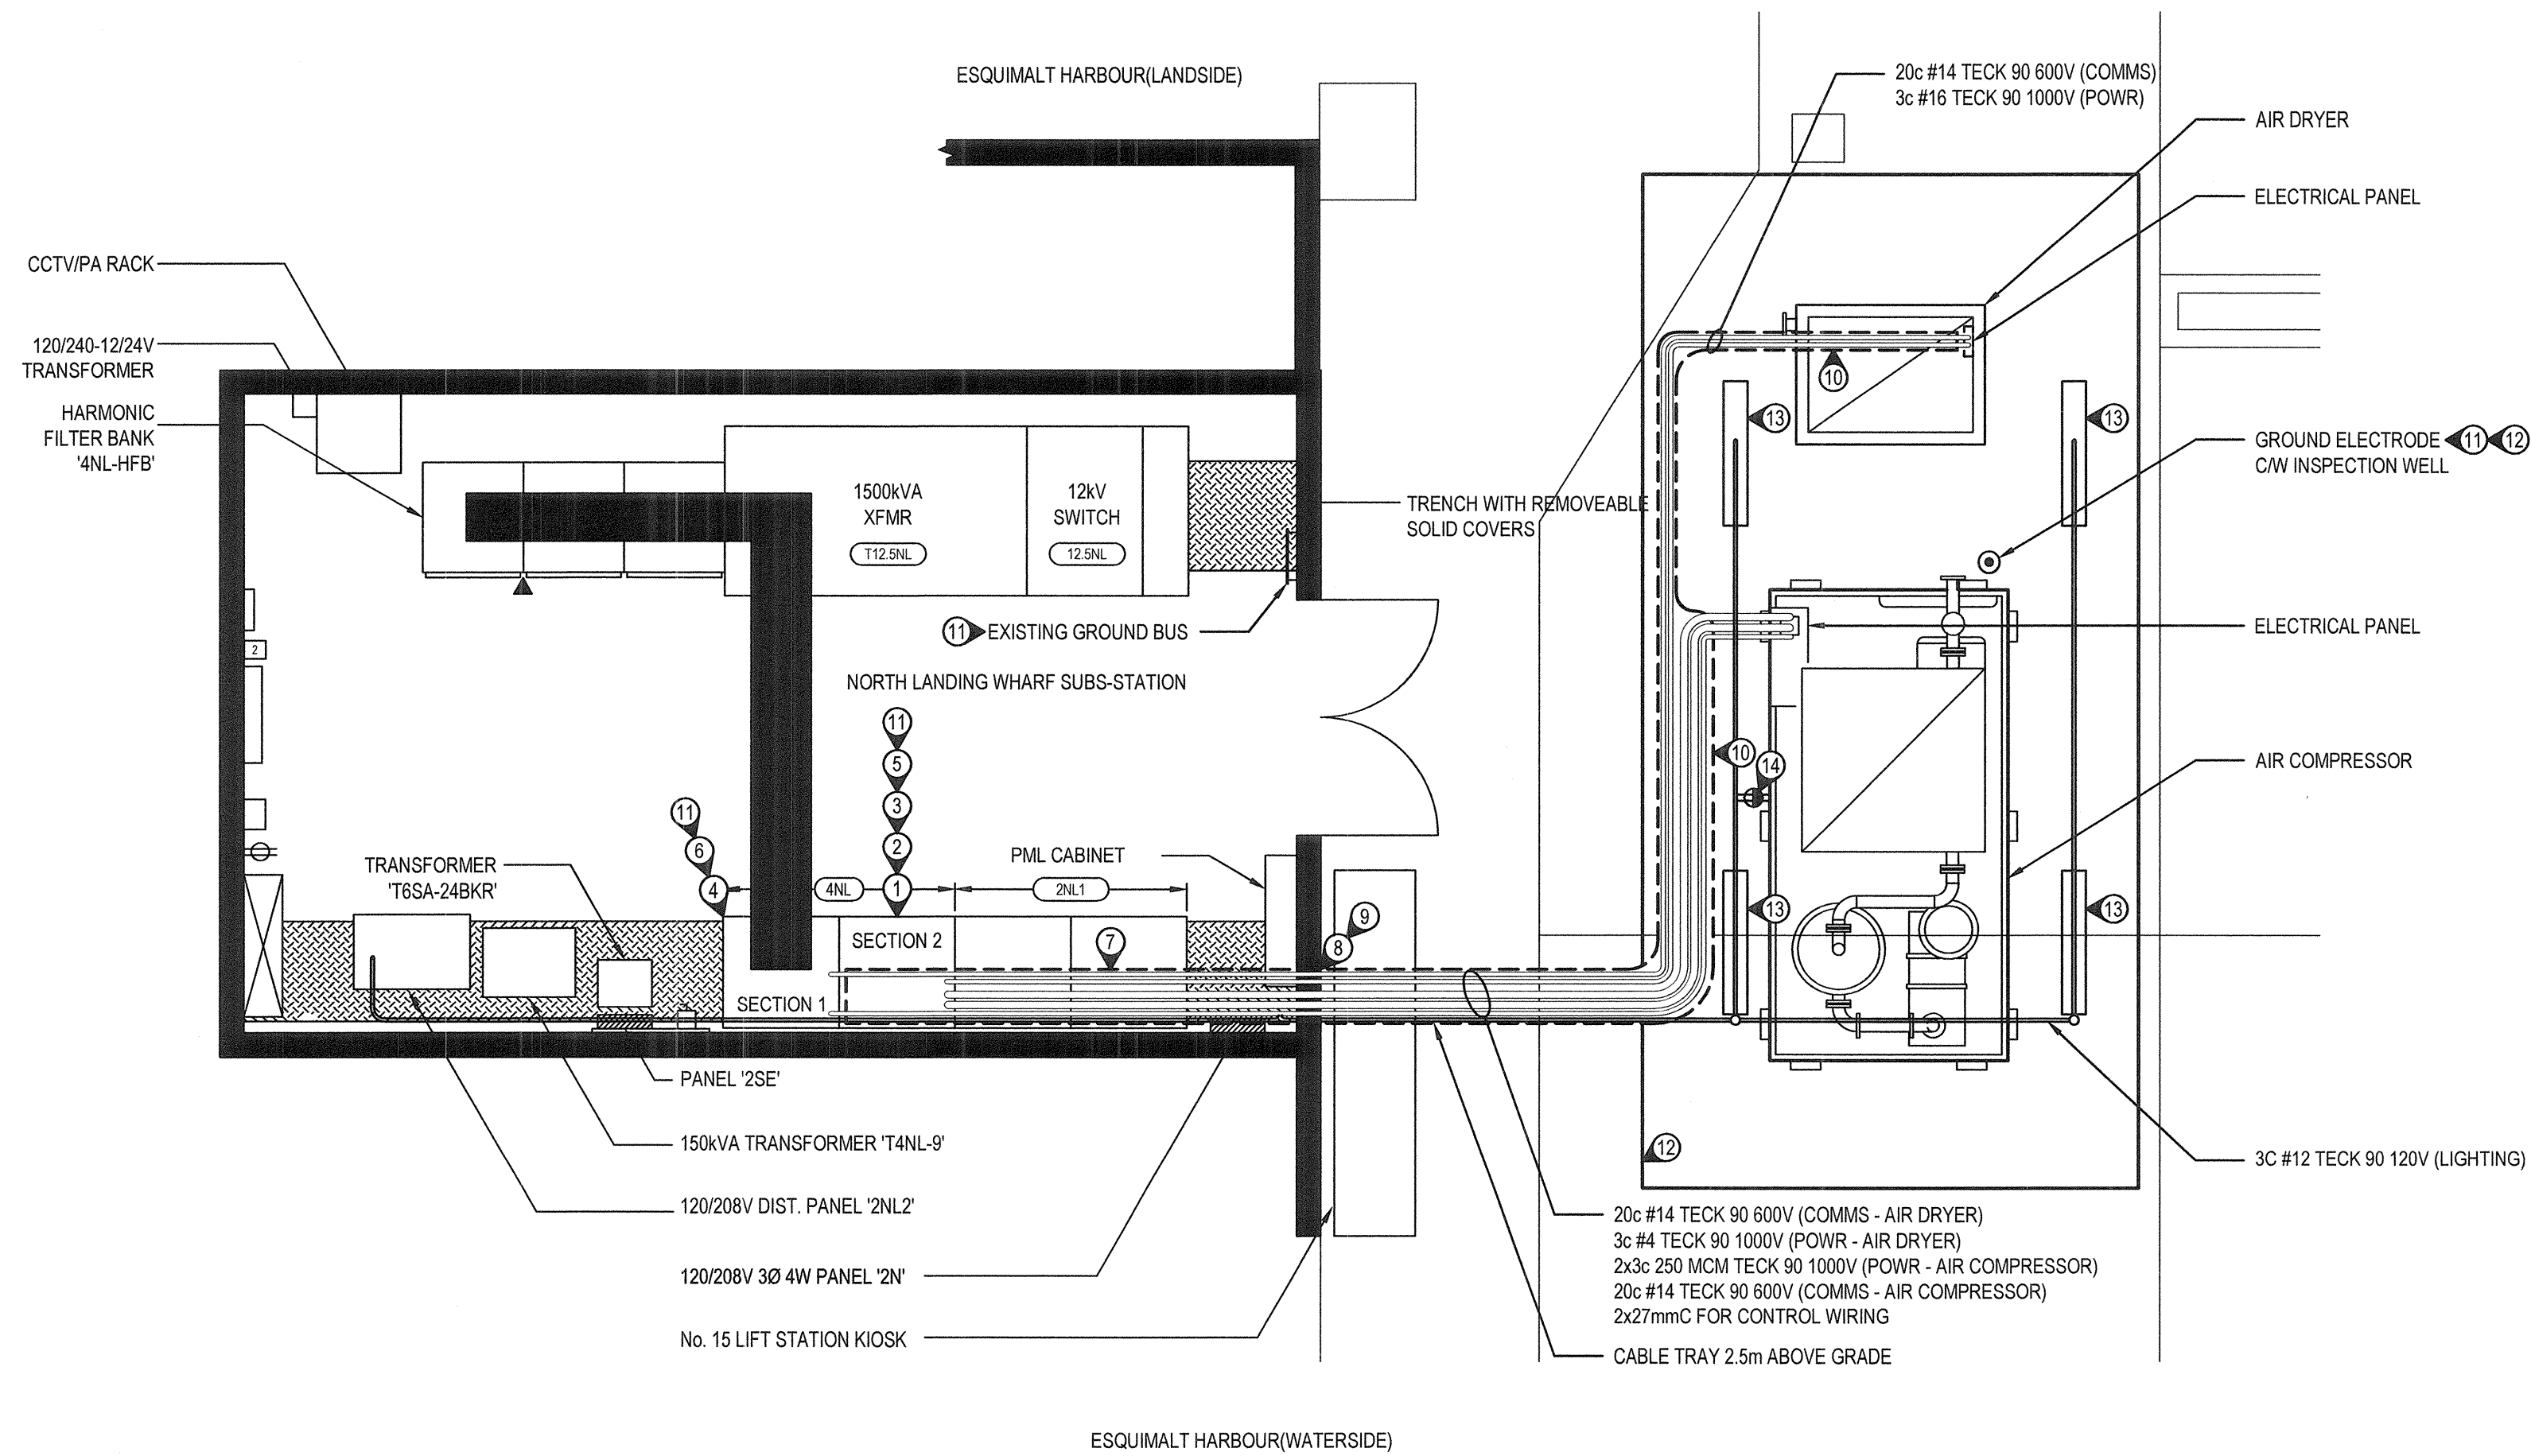 ESQUIMALT HARBOUR(LANDSIDE)
20c #14 TECK 90 600V (COMMS)
3c #16 TECK 90 1000V (POWR)
AIR DRYER
ELECTRICAL PANEL
CCTV/PA RACK
120/240-12/24V
TRANSFORMER
HARMONIC
FILTER BANK
'4NL-HFB'
10
13
13
GROUND ELECTRODE 11 12
C/W INSPECTION WELL
1500kVA
XFMR
T12.5NL
12kV
SWITCH
12.5NL
TRENCH WITH REMOVEABLE
SOLID COVERS
11 EXISTING GROUND BUS
ELECTRICAL PANEL
2
NORTH LANDING WHARF SUBS-STATION
11
5
3
2
1
10
14
AIR COMPRESSOR
11
6
4
TRANSFORMER
'T6SA-24BKR'
4NL
2NL1
PML CABINET
13
13
9
8
7
SECTION 2
SECTION 1
PANEL '2SE'
150kVA TRANSFORMER 'T4NL-9'
120/208V DIST. PANEL '2NL2'
120/208V 3Ø 4W PANEL '2N'
No. 15 LIFT STATION KIOSK
12
3C #12 TECK 90 120V (LIGHTING)
20c #14 TECK 90 600V (COMMS - AIR DRYER)
3c #4 TECK 90 1000V (POWR - AIR DRYER)
2x3c 250 MCM TECK 90 1000V (POWR - AIR COMPRESSOR)
20c #14 TECK 90 600V (COMMS - AIR COMPRESSOR)
2x27mmC FOR CONTROL WIRING
CABLE TRAY 2.5m ABOVE GRADE
ESQUIMALT HARBOUR(WATERSIDE)